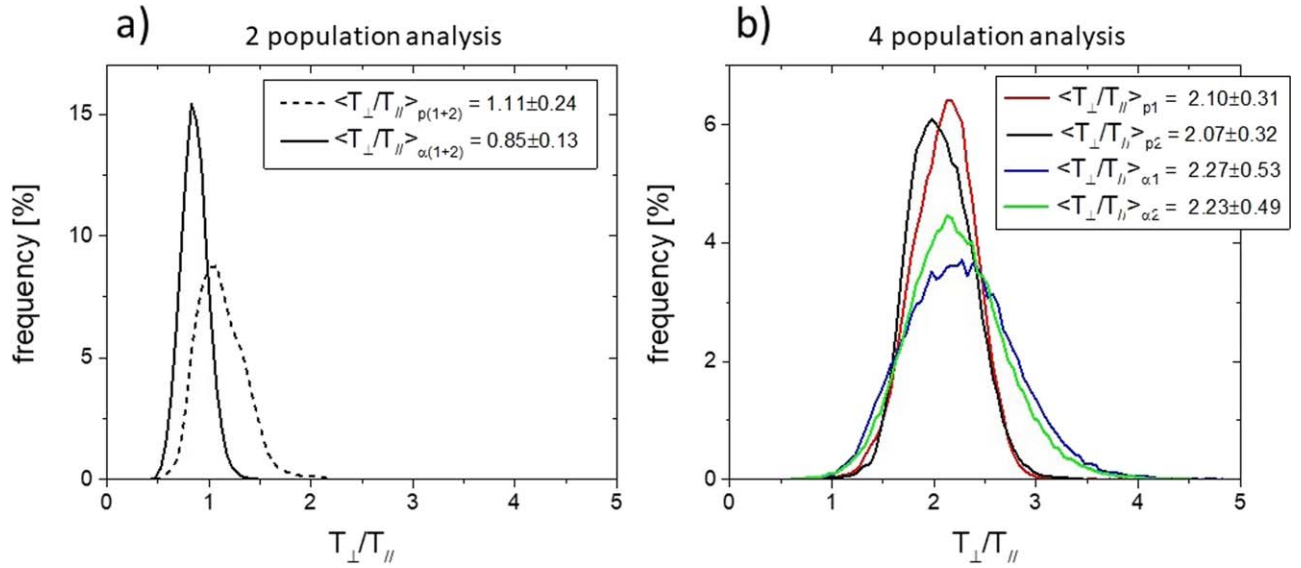 a)
2 population analysis
<T⊥/T//>p(1+2) = 1.11±0.24
<T⊥/T//>α(1+2) = 0.85±0.13
frequency [%]
15
10
5
0
0 1 2 3 4 5
T⊥/T//
b)
4 population analysis
<T⊥/T//>p1 = 2.10±0.31
<T⊥/T//>p2 = 2.07±0.32
<T⊥/T//>α1 = 2.27±0.53
<T⊥/T//>α2 = 2.23±0.49
frequency [%]
6
4
2
0
0 1 2 3 4 5
T⊥/T//